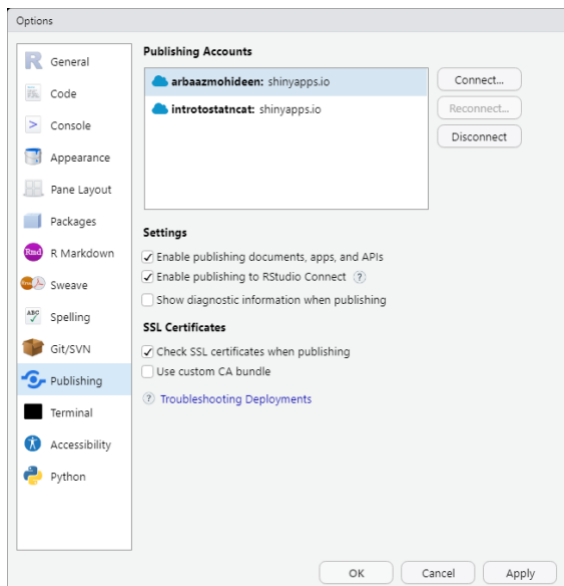 Options
General
Code
Console
Appearance
Pane Layout
Packages
Rmd R Markdown
Sweave
ABC Spelling
Git/SVN
Publishing
Terminal
Accessibility
Python
Publishing Accounts
arbaazmohideen: shinyapps.io
introtostatncat: shinyapps.io
Connect...
Reconnect...
Disconnect
Settings
Enable publishing documents, apps, and APIs
Enable publishing to RStudio Connect ?
Show diagnostic information when publishing
SSL Certificates
Check SSL certificates when publishing
Use custom CA bundle
? Troubleshooting Deployments
OK Cancel Apply